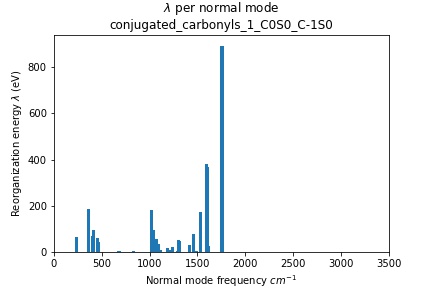 λ per normal mode
conjugated_carbonyls_1_C0S0_C-1S0
Reorganization energy λ (eV)
800
600
400
200
0
0 500 1000 1500 2000 2500 3000 3500
Normal mode frequency cm⁻¹